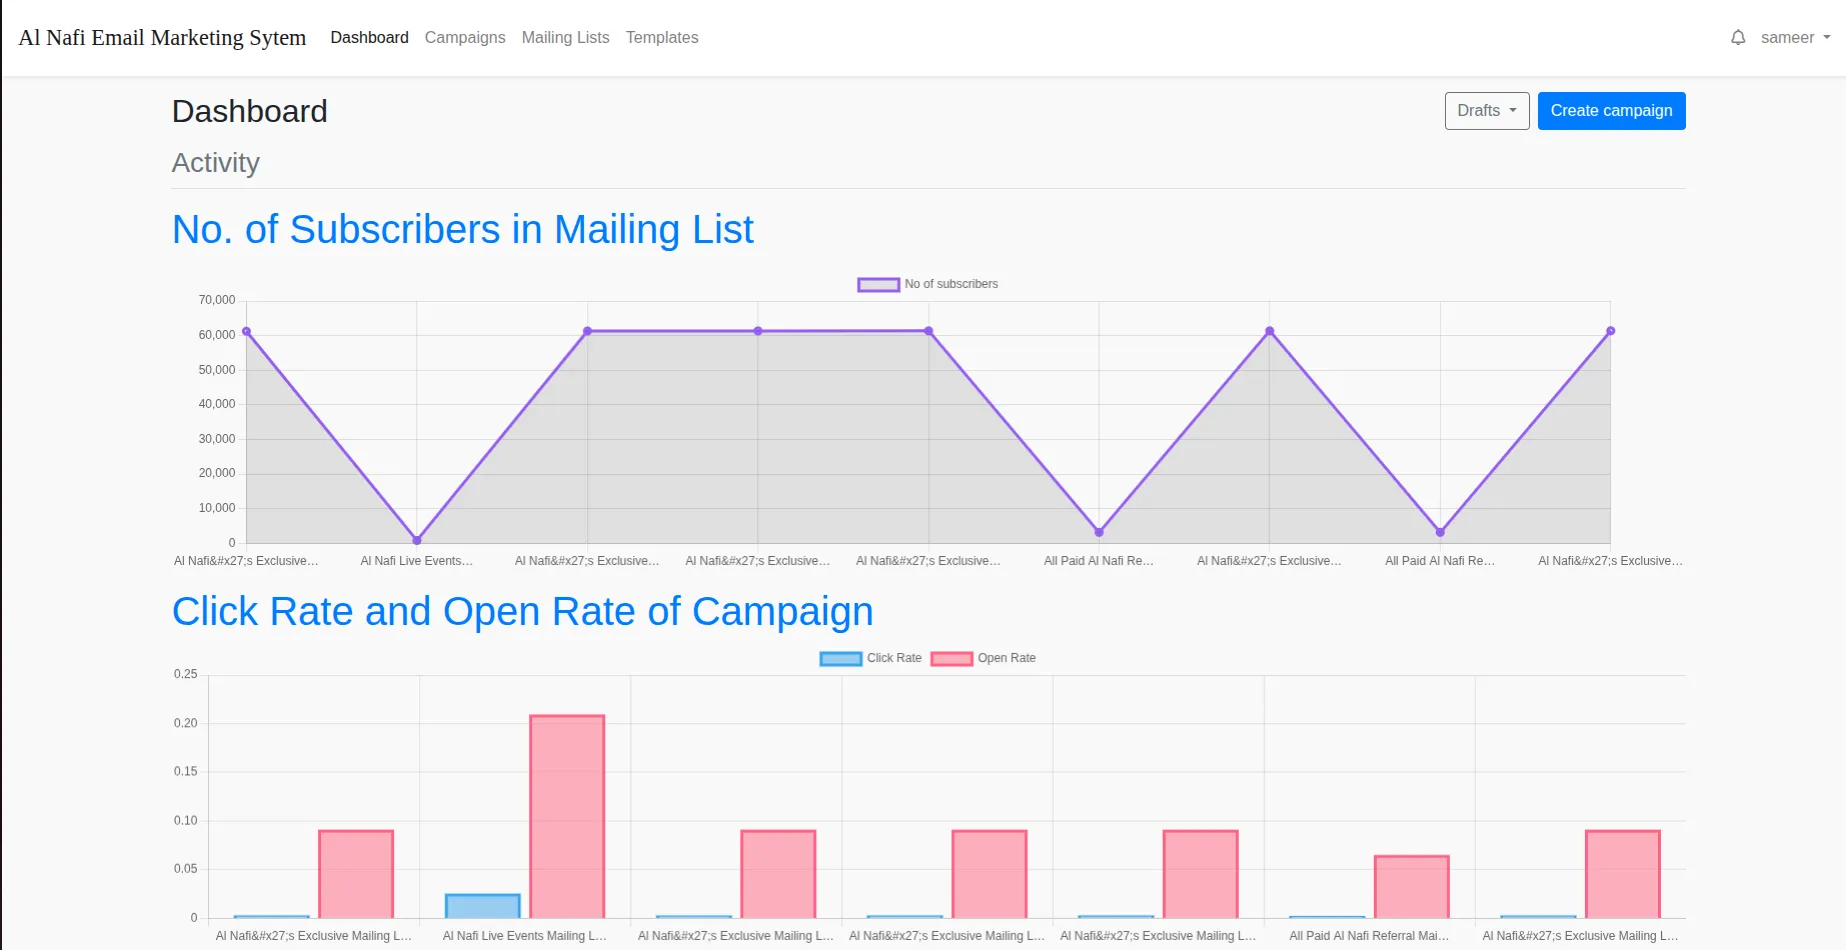 Al Nafi Email Marketing Sytem Dashboard Campaigns Mailing Lists Templates sameer
Dashboard Drafts Create campaign
Activity
No. of Subscribers in Mailing List
No of subscribers
70,000
60,000
50,000
40,000
30,000
20,000
10,000
0
Al Nafi&#x27;s Exclusive... Al Nafi Live Events... Al Nafi&#x27;s Exclusive... Al Nafi&#x27;s Exclusive... Al Nafi&#x27;s Exclusive... All Paid Al Nafi Re... Al Nafi&#x27;s Exclusive... All Paid Al Nafi Re... Al Nafi&#x27;s Exclusive...
Click Rate and Open Rate of Campaign
Click Rate Open Rate
0.25
0.20
0.15
0.10
0.05
0
Al Nafi&#x27;s Exclusive Mailing L... Al Nafi Live Events Mailing L... Al Nafi&#x27;s Exclusive Mailing L... Al Nafi&#x27;s Exclusive Mailing L... Al Nafi&#x27;s Exclusive Mailing L... All Paid Al Nafi Referral Mai... Al Nafi&#x27;s Exclusive Mailing L...